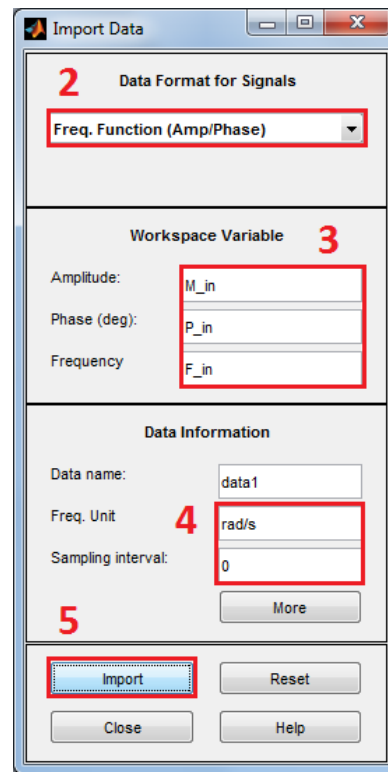 Import Data
2 Data Format for Signals
Freq. Function (Amp/Phase)
Workspace Variable 3
Amplitude: M_in
Phase (deg): P_in
Frequency F_in
Data Information
Data name: data1
Freq. Unit 4 rad/s
Sampling interval: 0
More
5
Import Reset
Close Help